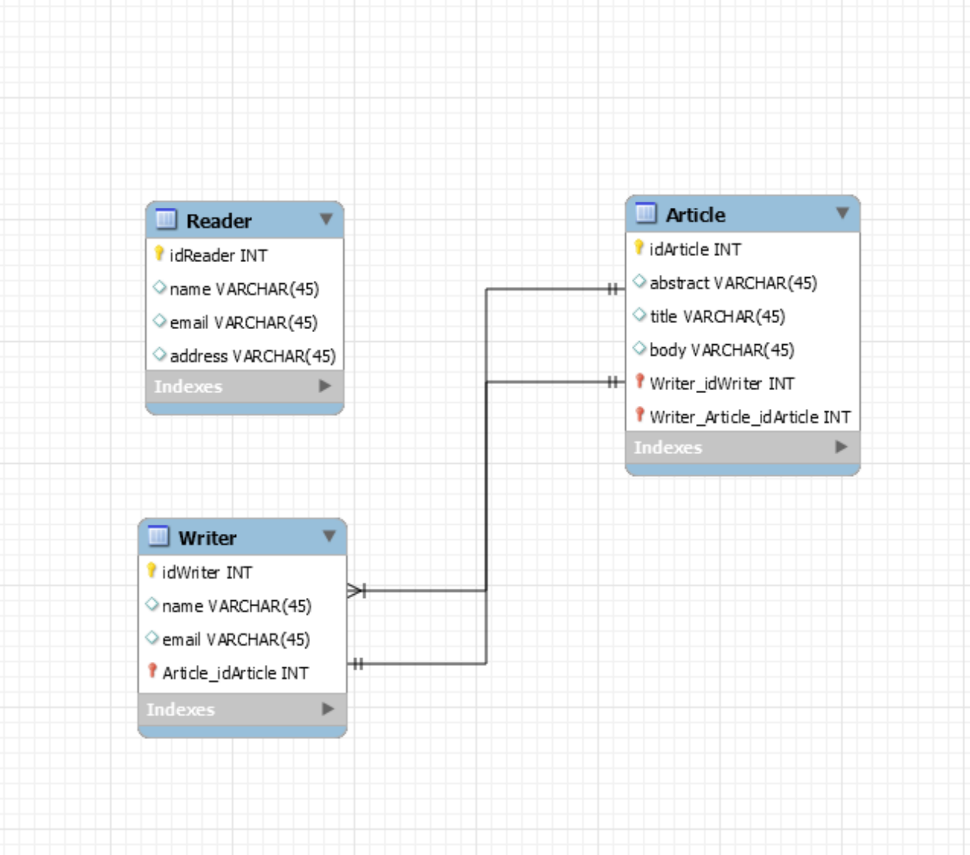 Reader
idReader INT
name VARCHAR(45)
email VARCHAR(45)
address VARCHAR(45)
Indexes
Article
idArticle INT
abstract VARCHAR(45)
title VARCHAR(45)
body VARCHAR(45)
Writer_idWriter INT
Writer_Article_idArticle INT
Indexes
Writer
idWriter INT
name VARCHAR(45)
email VARCHAR(45)
Article_idArticle INT
Indexes